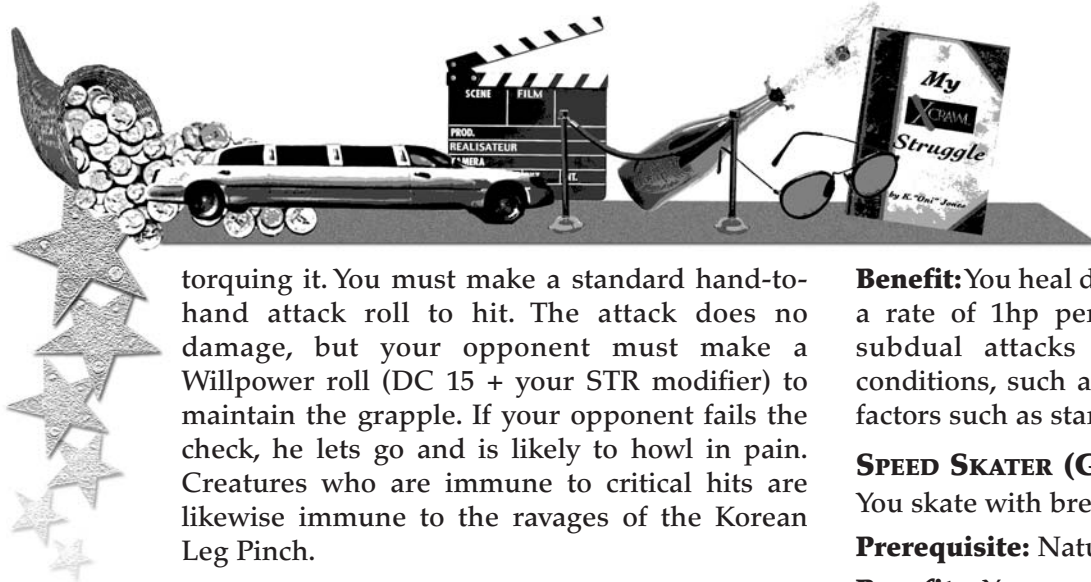 SCENE FILM
PROD.
REALISATEUR
My
XCRAWL
Struggle
by K. "Oni" Jones
torquing it. You must make a standard hand-to-
hand attack roll to hit. The attack does no
damage, but your opponent must make a
Willpower roll (DC 15 + your STR modifier) to
maintain the grapple. If your opponent fails the
check, he lets go and is likely to howl in pain.
Creatures who are immune to critical hits are
likewise immune to the ravages of the Korean
Leg Pinch.
Benefit: You heal
a rate of 1hp
subdual attacks
conditions, such
factors such as
SPEED SKATER
You skate with
Prerequisite: